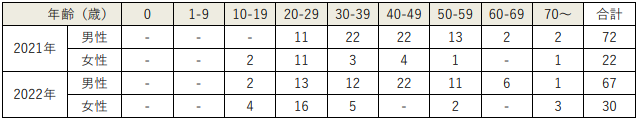 年齢（歳） 0 1-9 10-19 20-29 30-39 40-49 50-59 60-69 70～ 合計
2021年 男性 - - - 11 22 22 13 2 2 72
女性 - - 2 11 3 4 1 - 1 22
2022年 男性 - - 2 13 12 22 11 6 1 67
女性 - - 4 16 5 - 2 - 3 30